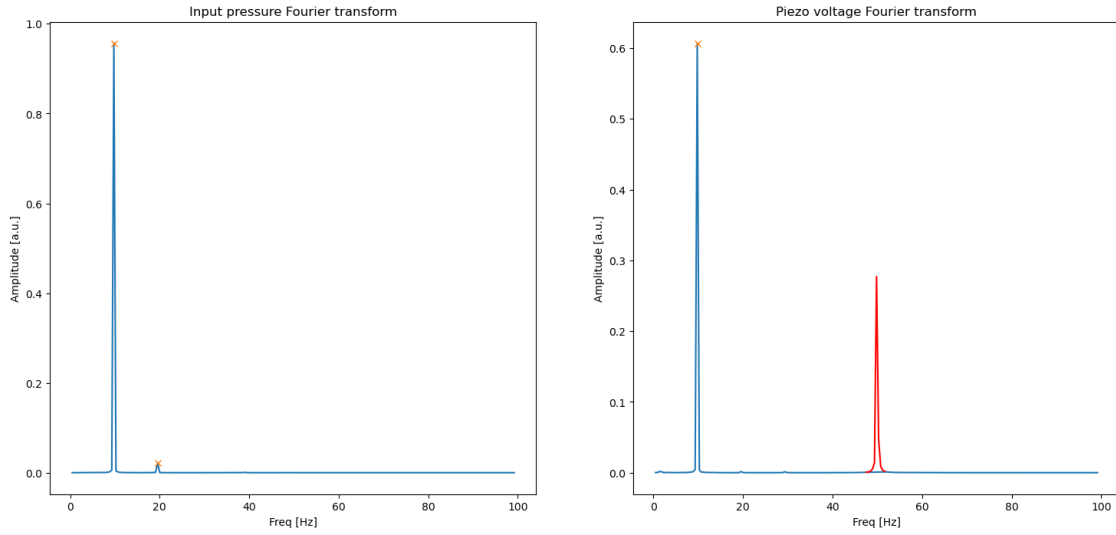 Input pressure Fourier transform
1.0
0.8
0.6
0.4
0.2
0.0
Amplitude [a.u.]
0 20 40 60 80 100
Freq [Hz]
Piezo voltage Fourier transform
0.6
0.5
0.4
0.3
0.2
0.1
0.0
Amplitude [a.u.]
0 20 40 60 80 100
Freq [Hz]